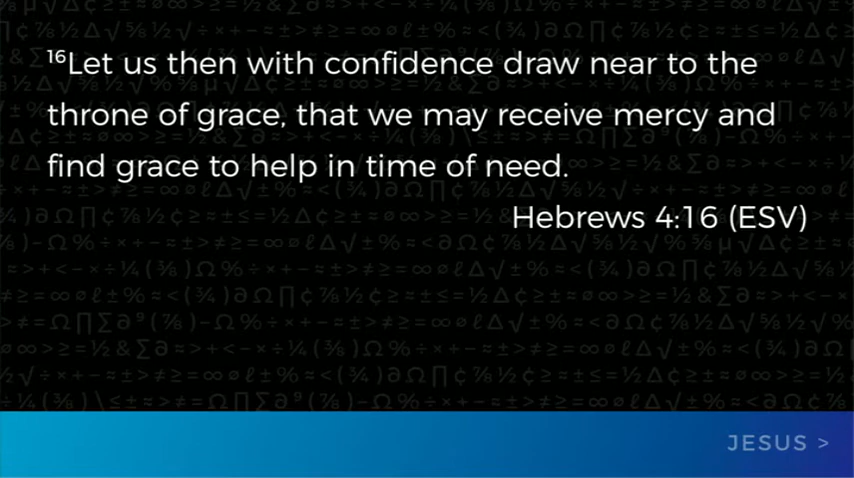 ¹⁶Let us then with confidence draw near to the
throne of grace, that we may receive mercy and
find grace to help in time of need.
Hebrews 4:16 (ESV)
JESUS >